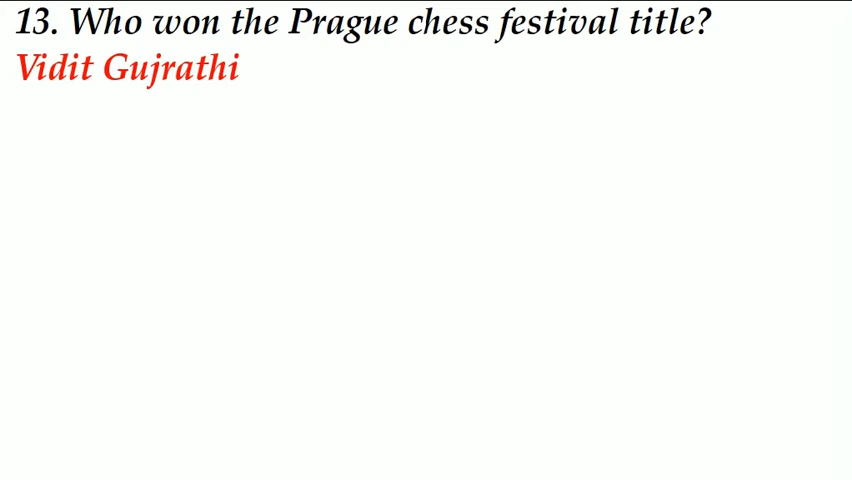 13. Who won the Prague chess festival title?
Vidit Gujrathi